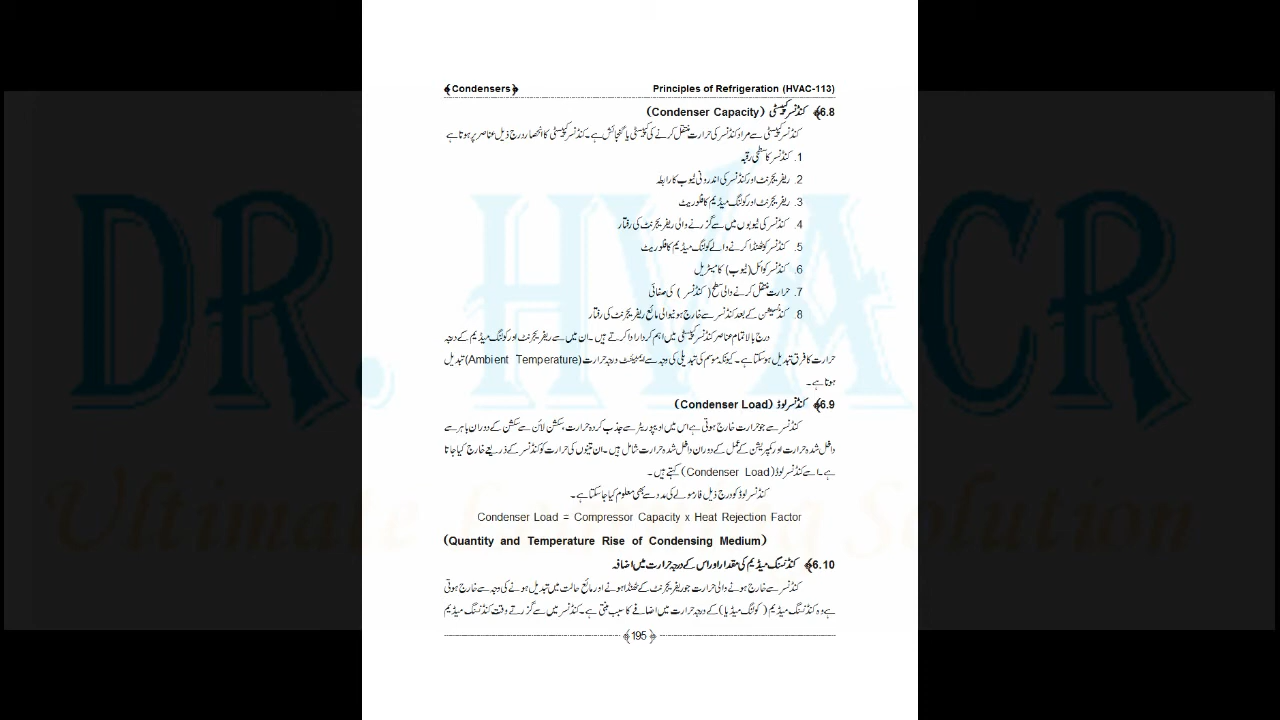 ﴾Condensers﴿ Principles of Refrigeration (HVAC-113)
6.8﴿ کنڈنسر کپیسٹی (Condenser Capacity)
کنڈنسر کپیسٹی سے مراد کنڈنسر کی حرارت منتقل کرنے کی کپیسٹی یا گنجائش ہے۔ کنڈنسر کپیسٹی کا انحصار درج ذیل عناصر پر ہوتا ہے
1. کنڈنسر کا سطحی رقبہ
2. ریفریجرنٹ اور کنڈنسر کی اندرونی ٹیوب کا رابطہ
3. ریفریجرنٹ اور کولنگ میڈیم کا فلو ریٹ
4. کنڈنسر کی ٹیوبوں میں سے گزرنے والی ریفریجرنٹ کی رفتار
5. کنڈنسر کو ٹھنڈا کرنے والے کولنگ میڈیم کا فلو ریٹ
6. کنڈنسر کوائل (ٹیوب) کا میٹریل
7. حرارت منتقل کرنے والی سطح (کنڈنسر) کی صفائی
8. کنڈنسیشن کے بعد کنڈنسر سے خارج ہونیوالی مائع ریفریجرنٹ کی رفتار
درج بالا تمام عناصر کنڈنسر کپیسٹی میں اہم کردار ادا کرتے ہیں۔ ان میں سے ریفریجرنٹ اور کولنگ میڈیم کے درجہ
حرارت کا فرق تبدیل ہو سکتا ہے۔ کیونکہ موسم کی تبدیلی کی وجہ سے ایمبیئنٹ درجہ حرارت (Ambient Temperature) تبدیل
ہوتا ہے۔
6.9﴿ کنڈنسر لوڈ (Condenser Load)
کنڈنسر سے جو حرارت خارج ہوتی ہے اس میں ایوپوریٹر سے جذب کردہ حرارت، سکشن لائن سے سکشن کے دوران باہر سے
داخل شدہ حرارت اور کمپریشن کے عمل کے دوران داخل شدہ حرارت شامل ہیں۔ ان تینوں کی حرارت کو کنڈنسر کے ذریعے خارج کیا جاتا
ہے۔ اسے کنڈنسر لوڈ (Condenser Load) کہتے ہیں۔
کنڈنسر لوڈ کو درج ذیل فارمولے کی مدد سے بھی معلوم کیا جا سکتا ہے۔
Condenser Load = Compressor Capacity x Heat Rejection Factor
(Quantity and Temperature Rise of Condensing Medium)
6.10﴿ کنڈنسنگ میڈیم کی مقدار اور اس کے درجہ حرارت میں اضافہ
کنڈنسر سے خارج ہونے والی حرارت جو ریفریجرنٹ کے ٹھنڈا ہونے اور مائع حالت میں تبدیل ہونے کی وجہ سے خارج ہوتی
ہے وہ کنڈنسنگ میڈیم (کولنگ میڈیا) کے درجہ حرارت میں اضافے کا سبب بنتی ہے۔ کنڈنسر میں سے گزرتے وقت کنڈنسنگ میڈیم
﴾195﴿
DR. HVACR
Ultimate Solution